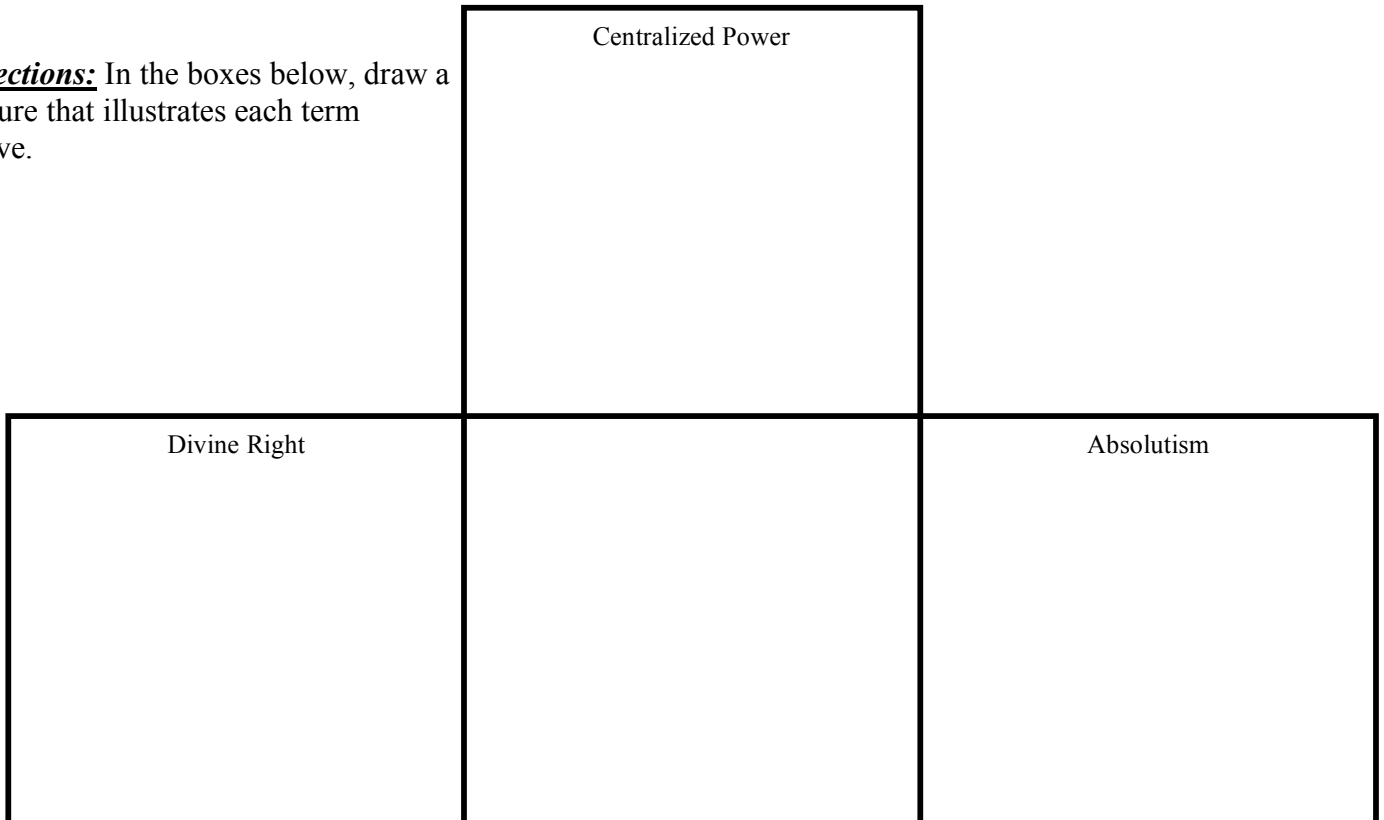 Centralized Power
ections: In the boxes below, draw a
ure that illustrates each term
ve.
Divine Right
Absolutism